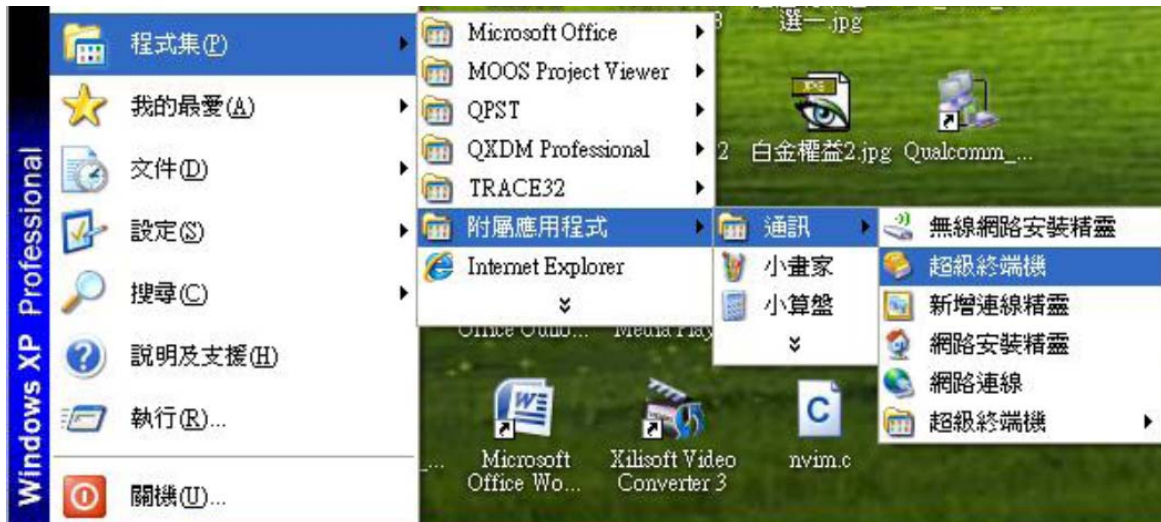 Windows XP Professional
程式集(P)
我的最愛(A)
文件(D)
設定(S)
搜尋(C)
說明及支援(H)
執行(R)...
關機(U)...
Microsoft Office
MOOS Project Viewer
QPST
QXDM Professional
TRACE32
附屬應用程式
Internet Explorer
通訊
小畫家
小算盤
無線網路安裝精靈
超級終端機
新增連線精靈
網路安裝精靈
網路連線
超級終端機
選一.jpg
JPG
2
白金權益2.jpg
Qualcomm_...
Microsoft
Office Wo...
Xilisoft Video
Converter 3
C
nvim.c